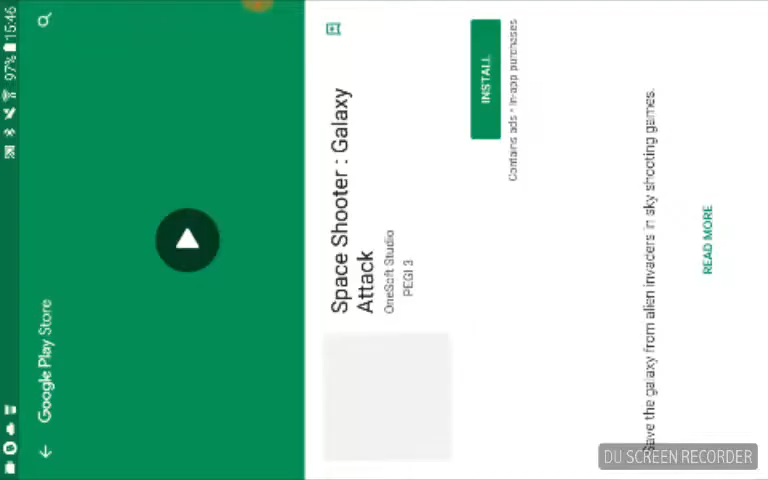 97% 15:46
Google Play Store
Space Shooter : Galaxy
Attack
OneSoft Studio
PEGI 3
INSTALL
Contains ads • In-app purchases
Save the galaxy from alien invaders in sky shooting games.
READ MORE
DU SCREEN RECORDER